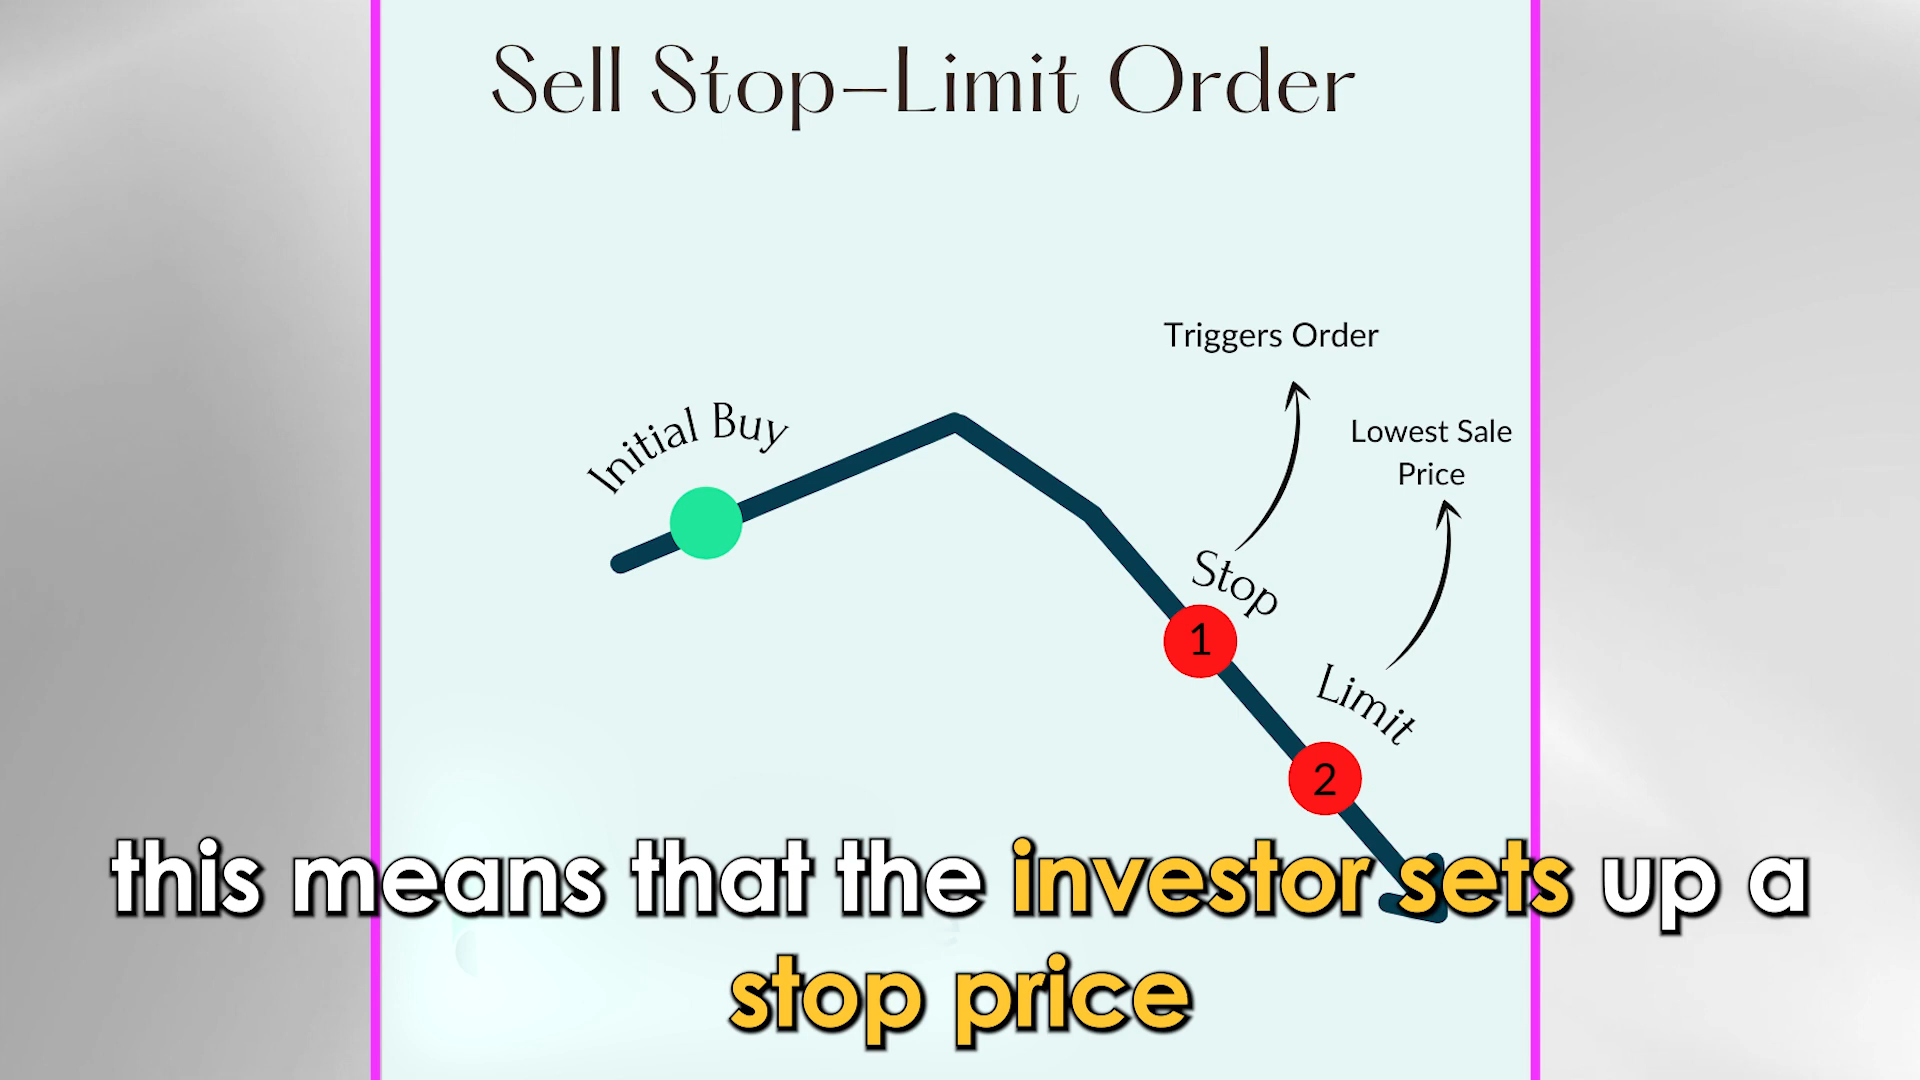 Sell Stop-Limit Order
Triggers Order
Initial Buy
Lowest Sale
Price
Stop
1
Limit
2
this means that the investor sets up a
stop price